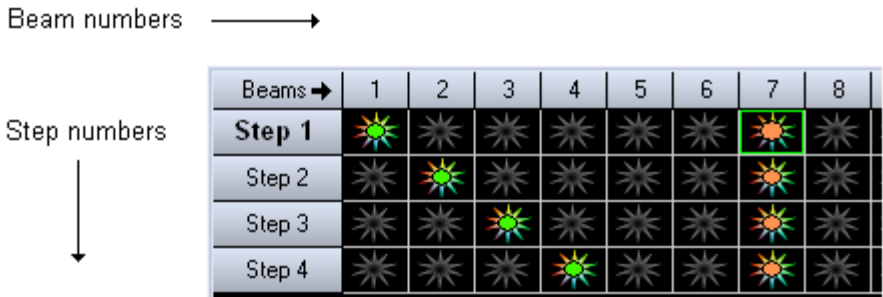 Beam numbers
Beams 1 2 3 4 5 6 7 8
Step numbers
Step 1
Step 2
Step 3
Step 4